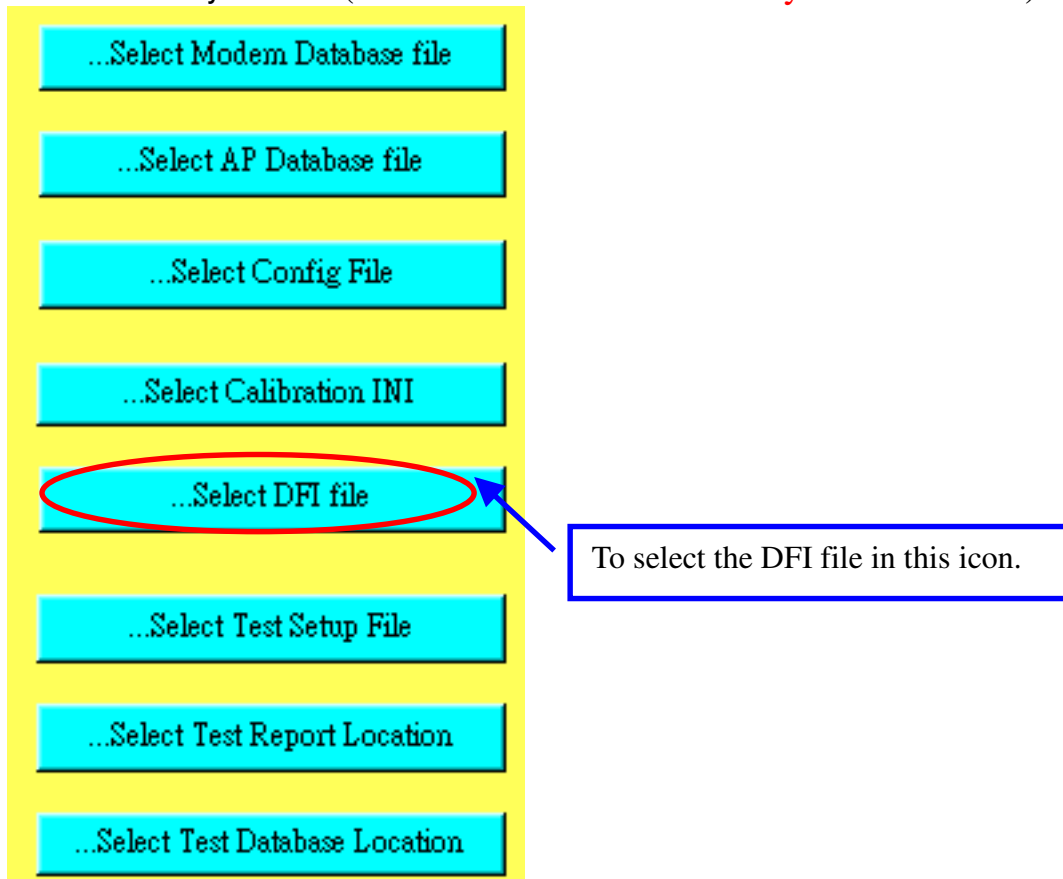 ...Select Modem Database file
...Select AP Database file
...Select Config File
...Select Calibration INI
...Select DFI file
To select the DFI file in this icon.
...Select Test Setup File
...Select Test Report Location
...Select Test Database Location